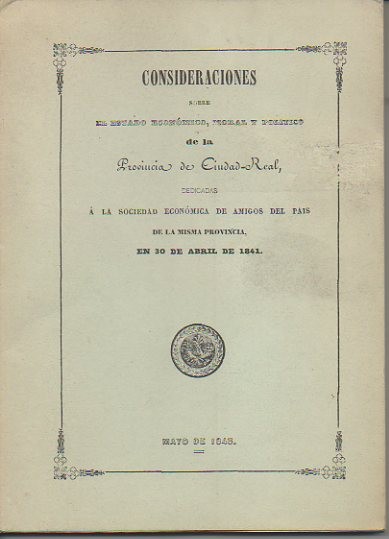 CONSIDERACIONES
SOBRE
EL ESTADO ECONÓMICO, MORAL Y POLÍTICO
de la
Provincia de Ciudad-Real,
DEDICADAS
Á LA SOCIEDAD ECONÓMICA DE AMIGOS DEL PAIS
DE LA MISMA PROVINCIA,
EN 30 DE ABRIL DE 1841.
MAYO DE